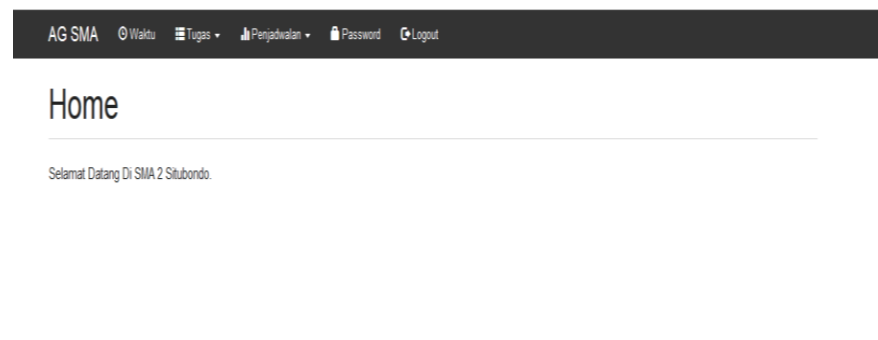 AG SMA Waktu Tugas Penjadwalan Password Logout
Home
Selamat Datang Di SMA 2 Situbondo.